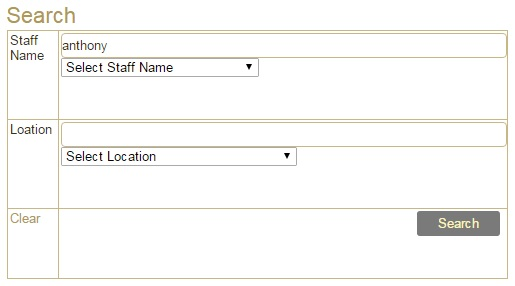 Search
Staff
Name
anthony
Select Staff Name
Loation
Select Location
Clear
Search